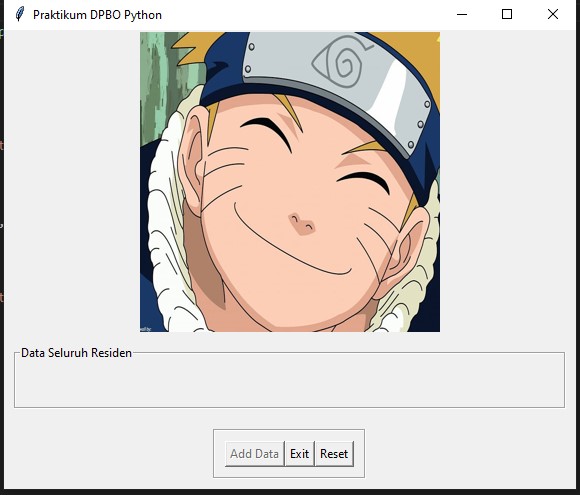 Praktikum DPBO Python
Data Seluruh Residen
Add Data Exit Reset